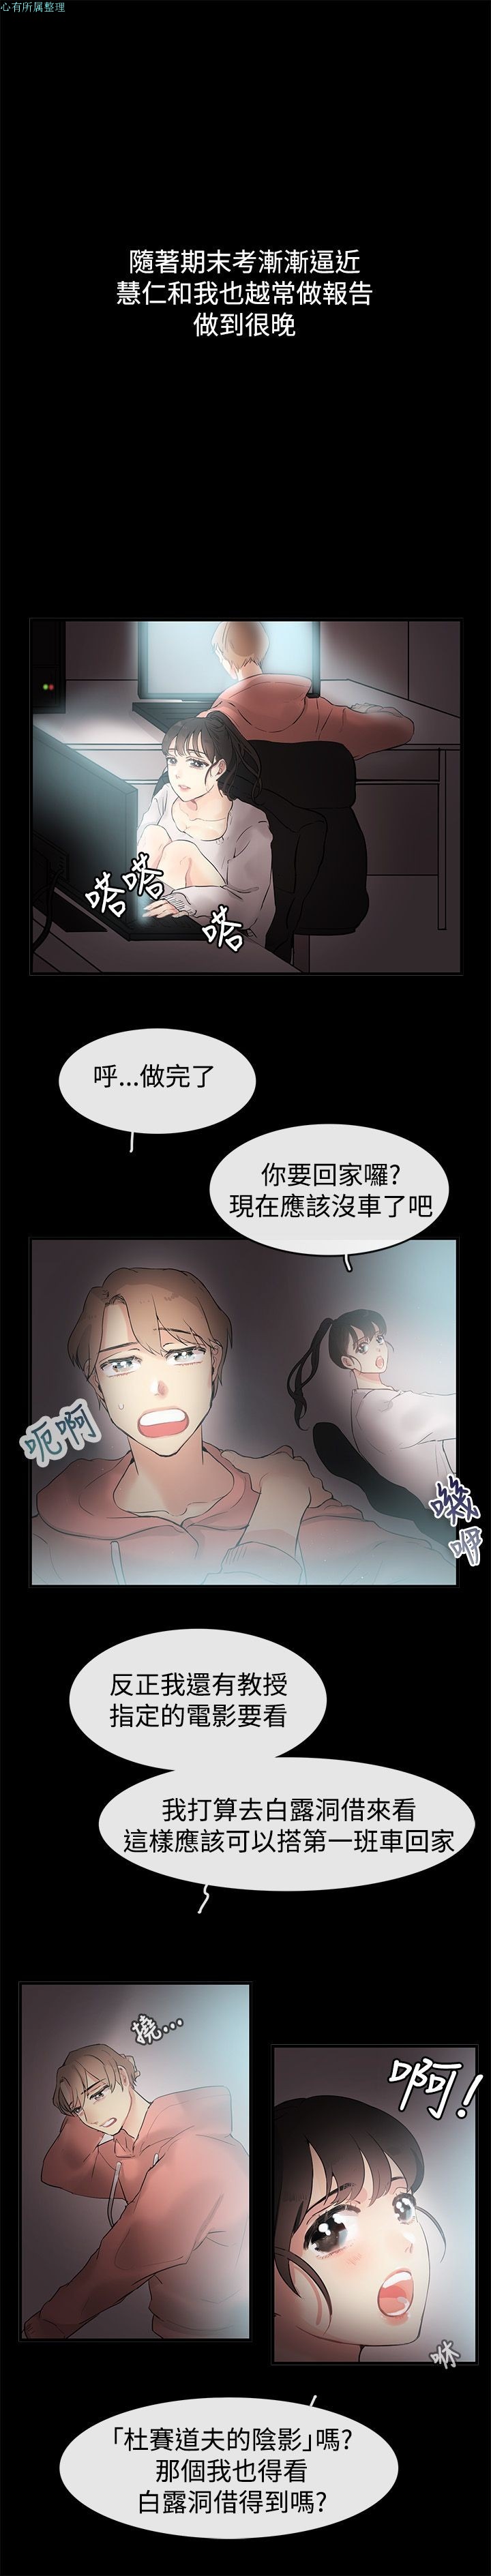 心有所属整理
隨著期末考漸漸逼近
慧仁和我也越常做報告
做到很晚
嗒嗒
嗒
呼...做完了
你要回家囉?
現在應該沒車了吧
呃啊
嘰
咿
反正我還有教授
指定的電影要看
我打算去白露洞借來看
這樣應該可以搭第一班車回家
撓...
啊!
咻
「杜賽道夫的陰影」嗎?
那個我也得看
白露洞借得到嗎?